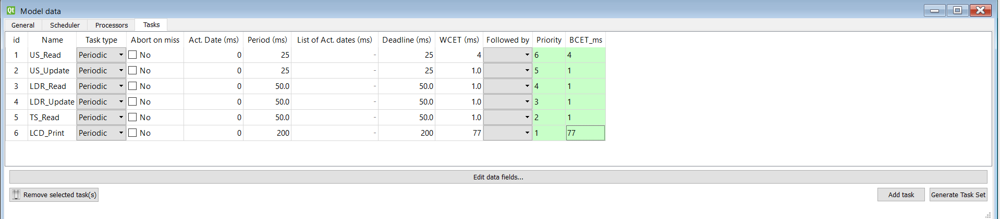 Qt Model data
General Scheduler Processors Tasks
id Name Task type Abort on miss Act. Date (ms) Period (ms) List of Act. dates (ms) Deadline (ms) WCET (ms) Followed by Priority BCET_ms
1 US_Read Periodic No 0 25 - 25 4 6 4
2 US_Update Periodic No 0 25 - 25 1.0 5 1
3 LDR_Read Periodic No 0 50.0 - 50.0 1.0 4 1
4 LDR_Update Periodic No 0 50.0 - 50.0 1.0 3 1
5 TS_Read Periodic No 0 50.0 - 50.0 1.0 2 1
6 LCD_Print Periodic No 0 200 - 200 77 1 77
Edit data fields...
Remove selected task(s) Add task Generate Task Set